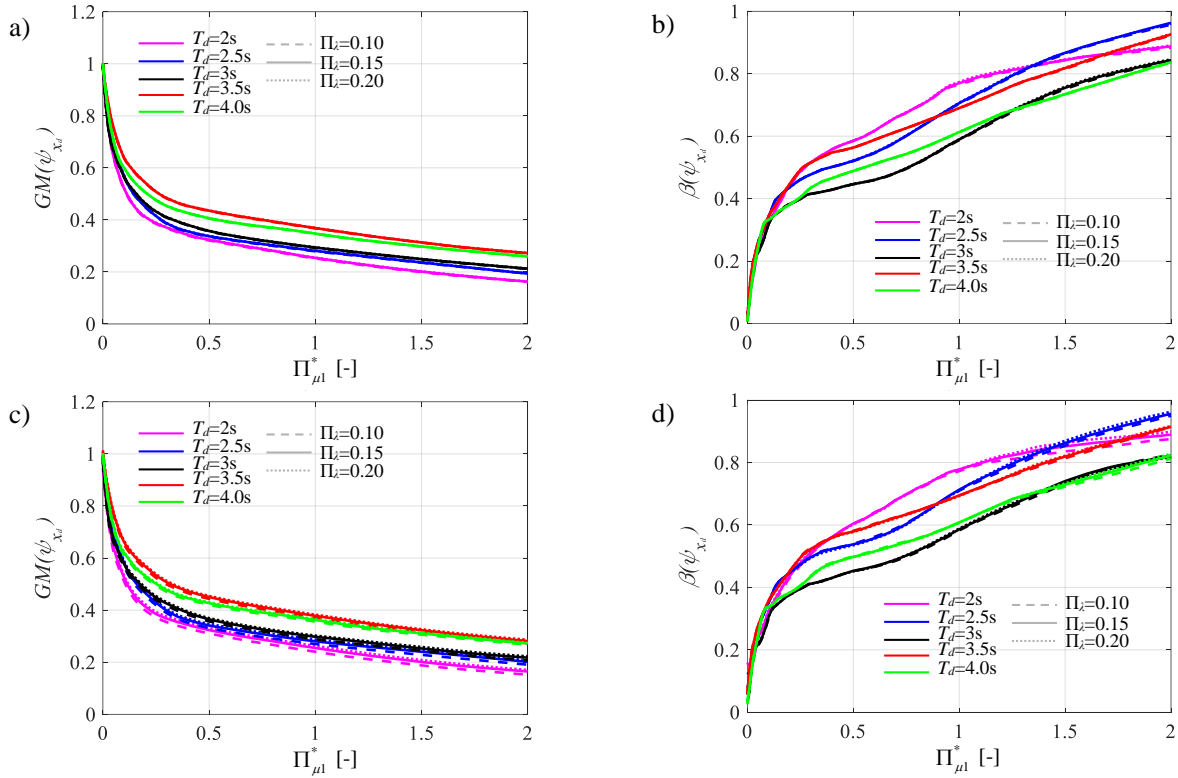 a)
GM(ψ_{x_d})
1.2
1
0.8
0.6
0.4
0.2
0
T_d=2s
T_d=2.5s
T_d=3s
T_d=3.5s
T_d=4.0s
Π_λ=0.10
Π_λ=0.15
Π_λ=0.20
0 0.5 1 1.5 2
Π*_{μ1} [-]
b)
β(ψ_{x_d})
1
0.8
0.6
0.4
0.2
0
T_d=2s
T_d=2.5s
T_d=3s
T_d=3.5s
T_d=4.0s
Π_λ=0.10
Π_λ=0.15
Π_λ=0.20
0 0.5 1 1.5 2
Π*_{μ1} [-]
c)
GM(ψ_{x_d})
1.2
1
0.8
0.6
0.4
0.2
0
T_d=2s
T_d=2.5s
T_d=3s
T_d=3.5s
T_d=4.0s
Π_λ=0.10
Π_λ=0.15
Π_λ=0.20
0 0.5 1 1.5 2
Π*_{μ1} [-]
d)
β(ψ_{x_d})
1
0.8
0.6
0.4
0.2
0
T_d=2s
T_d=2.5s
T_d=3s
T_d=3.5s
T_d=4.0s
Π_λ=0.10
Π_λ=0.15
Π_λ=0.20
0 0.5 1 1.5 2
Π*_{μ1} [-]